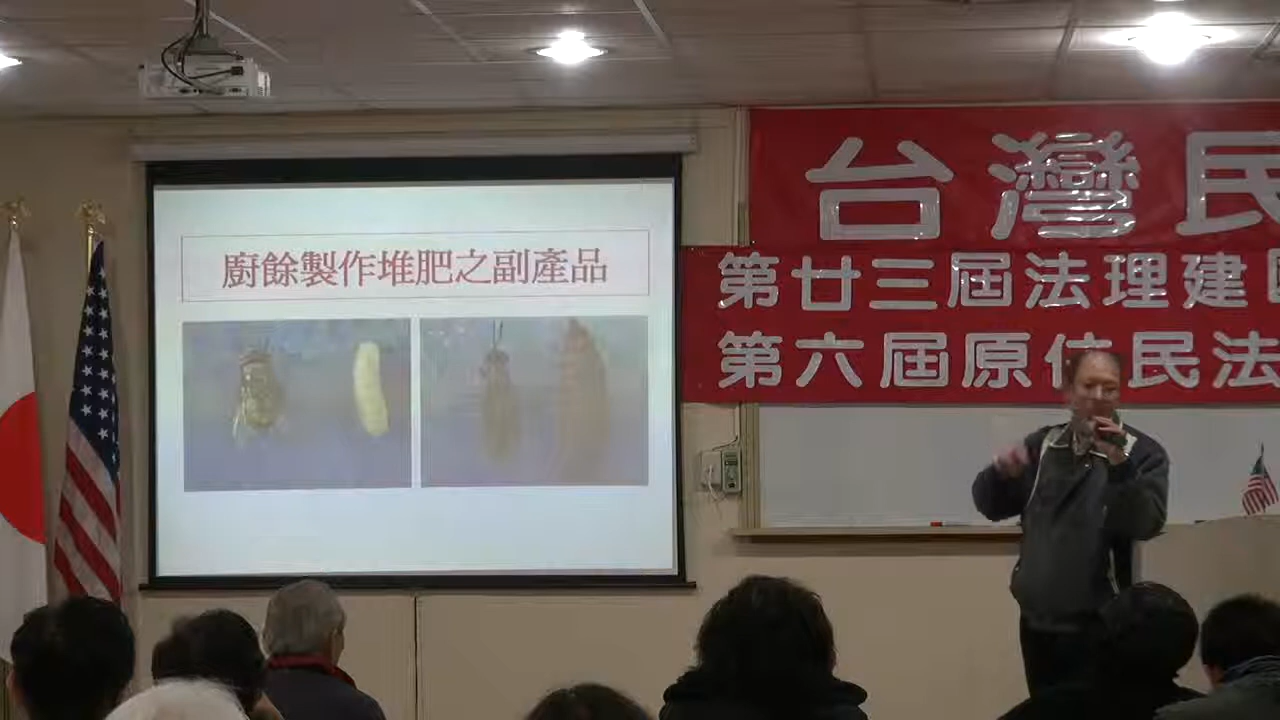 廚餘製作堆肥之副產品
台灣民
第廿三屆法理建
第六屆原住民法